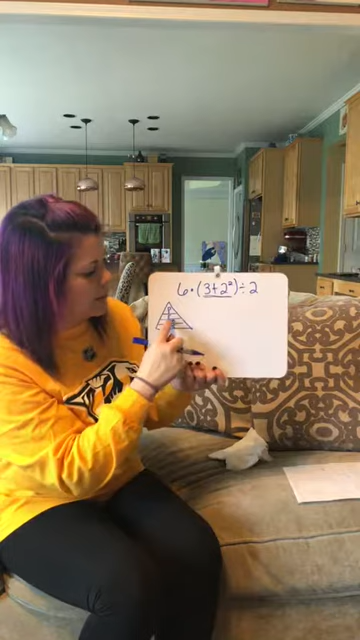 6 • (3 + 2²) ÷ 2